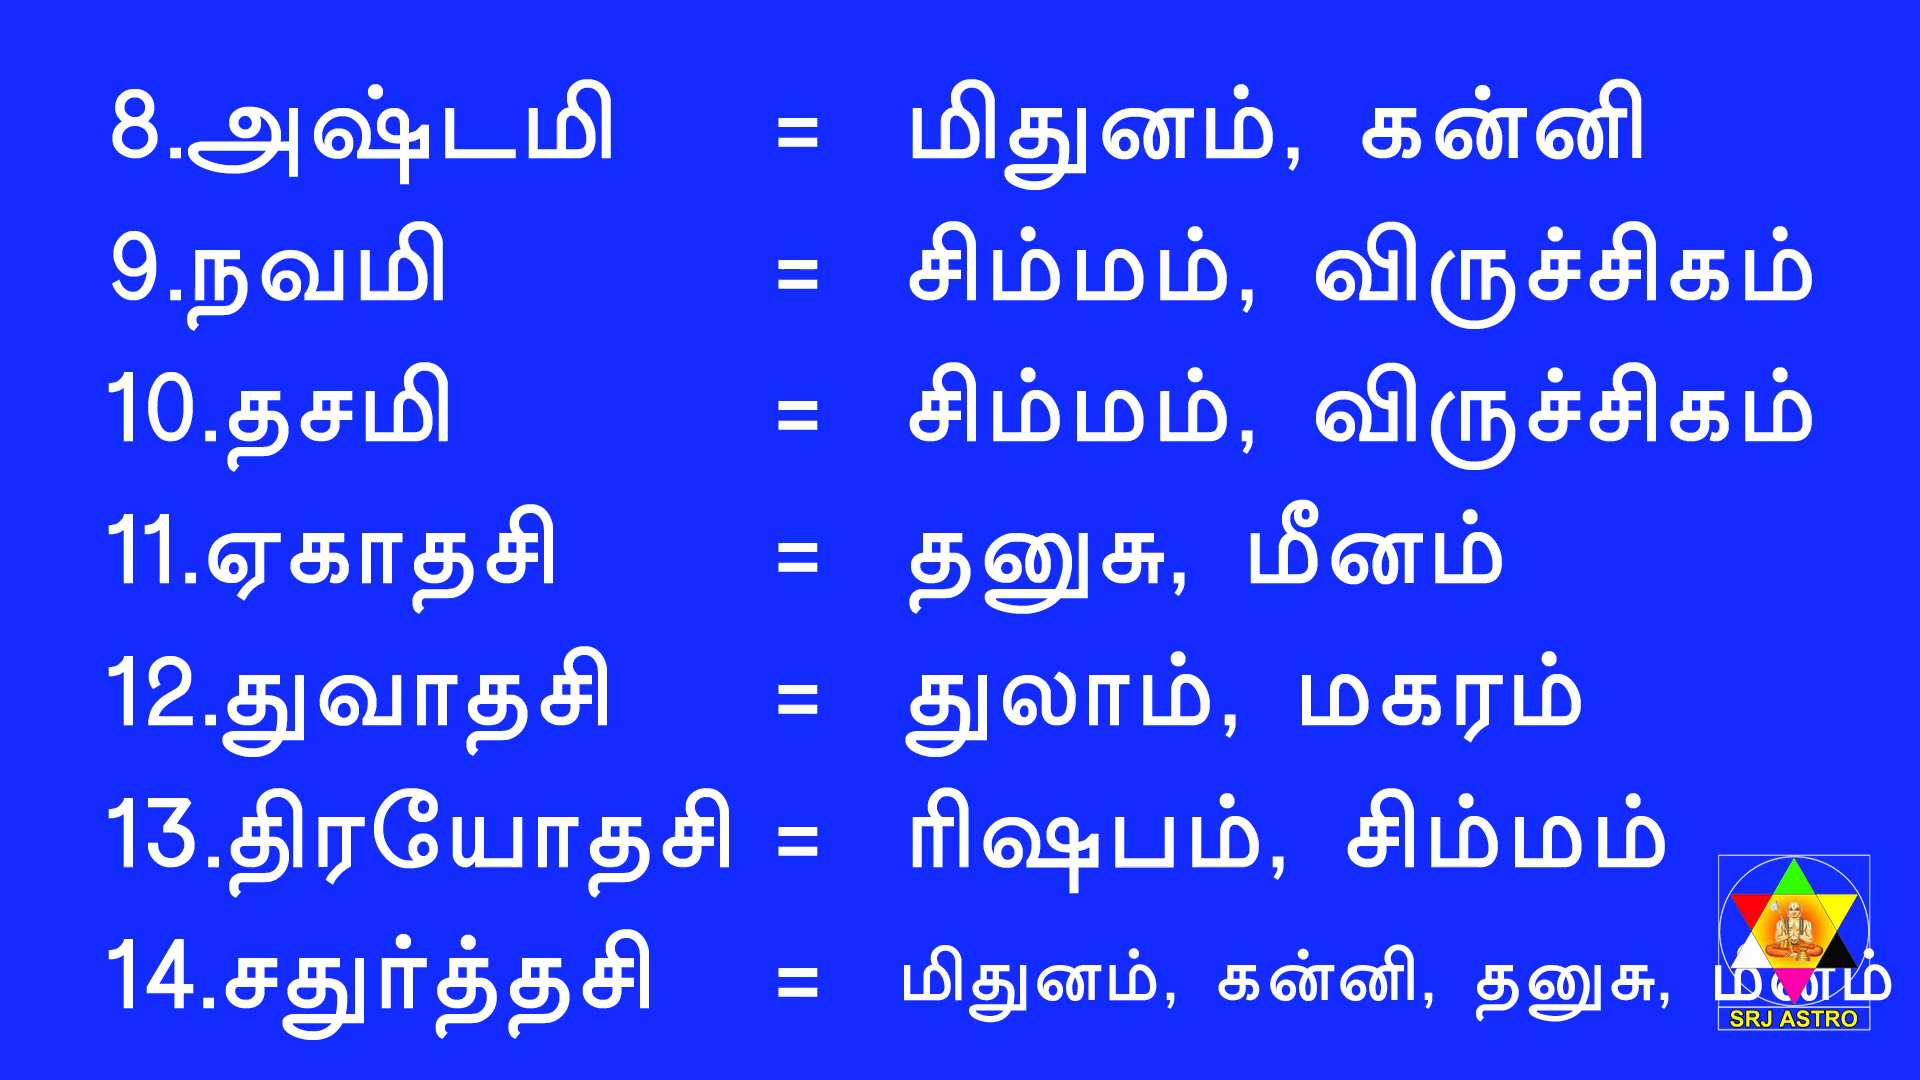 8.அஷ்டமி = மிதுனம், கன்னி
9.நவமி = சிம்மம், விருச்சிகம்
10.தசமி = சிம்மம், விருச்சிகம்
11.ஏகாதசி = தனுசு, மீனம்
12.துவாதசி = துலாம், மகரம்
13.திரயோதசி = ரிஷபம், சிம்மம்
14.சதுர்த்தசி = மிதுனம், கன்னி, தனுசு,
SRJ ASTRO